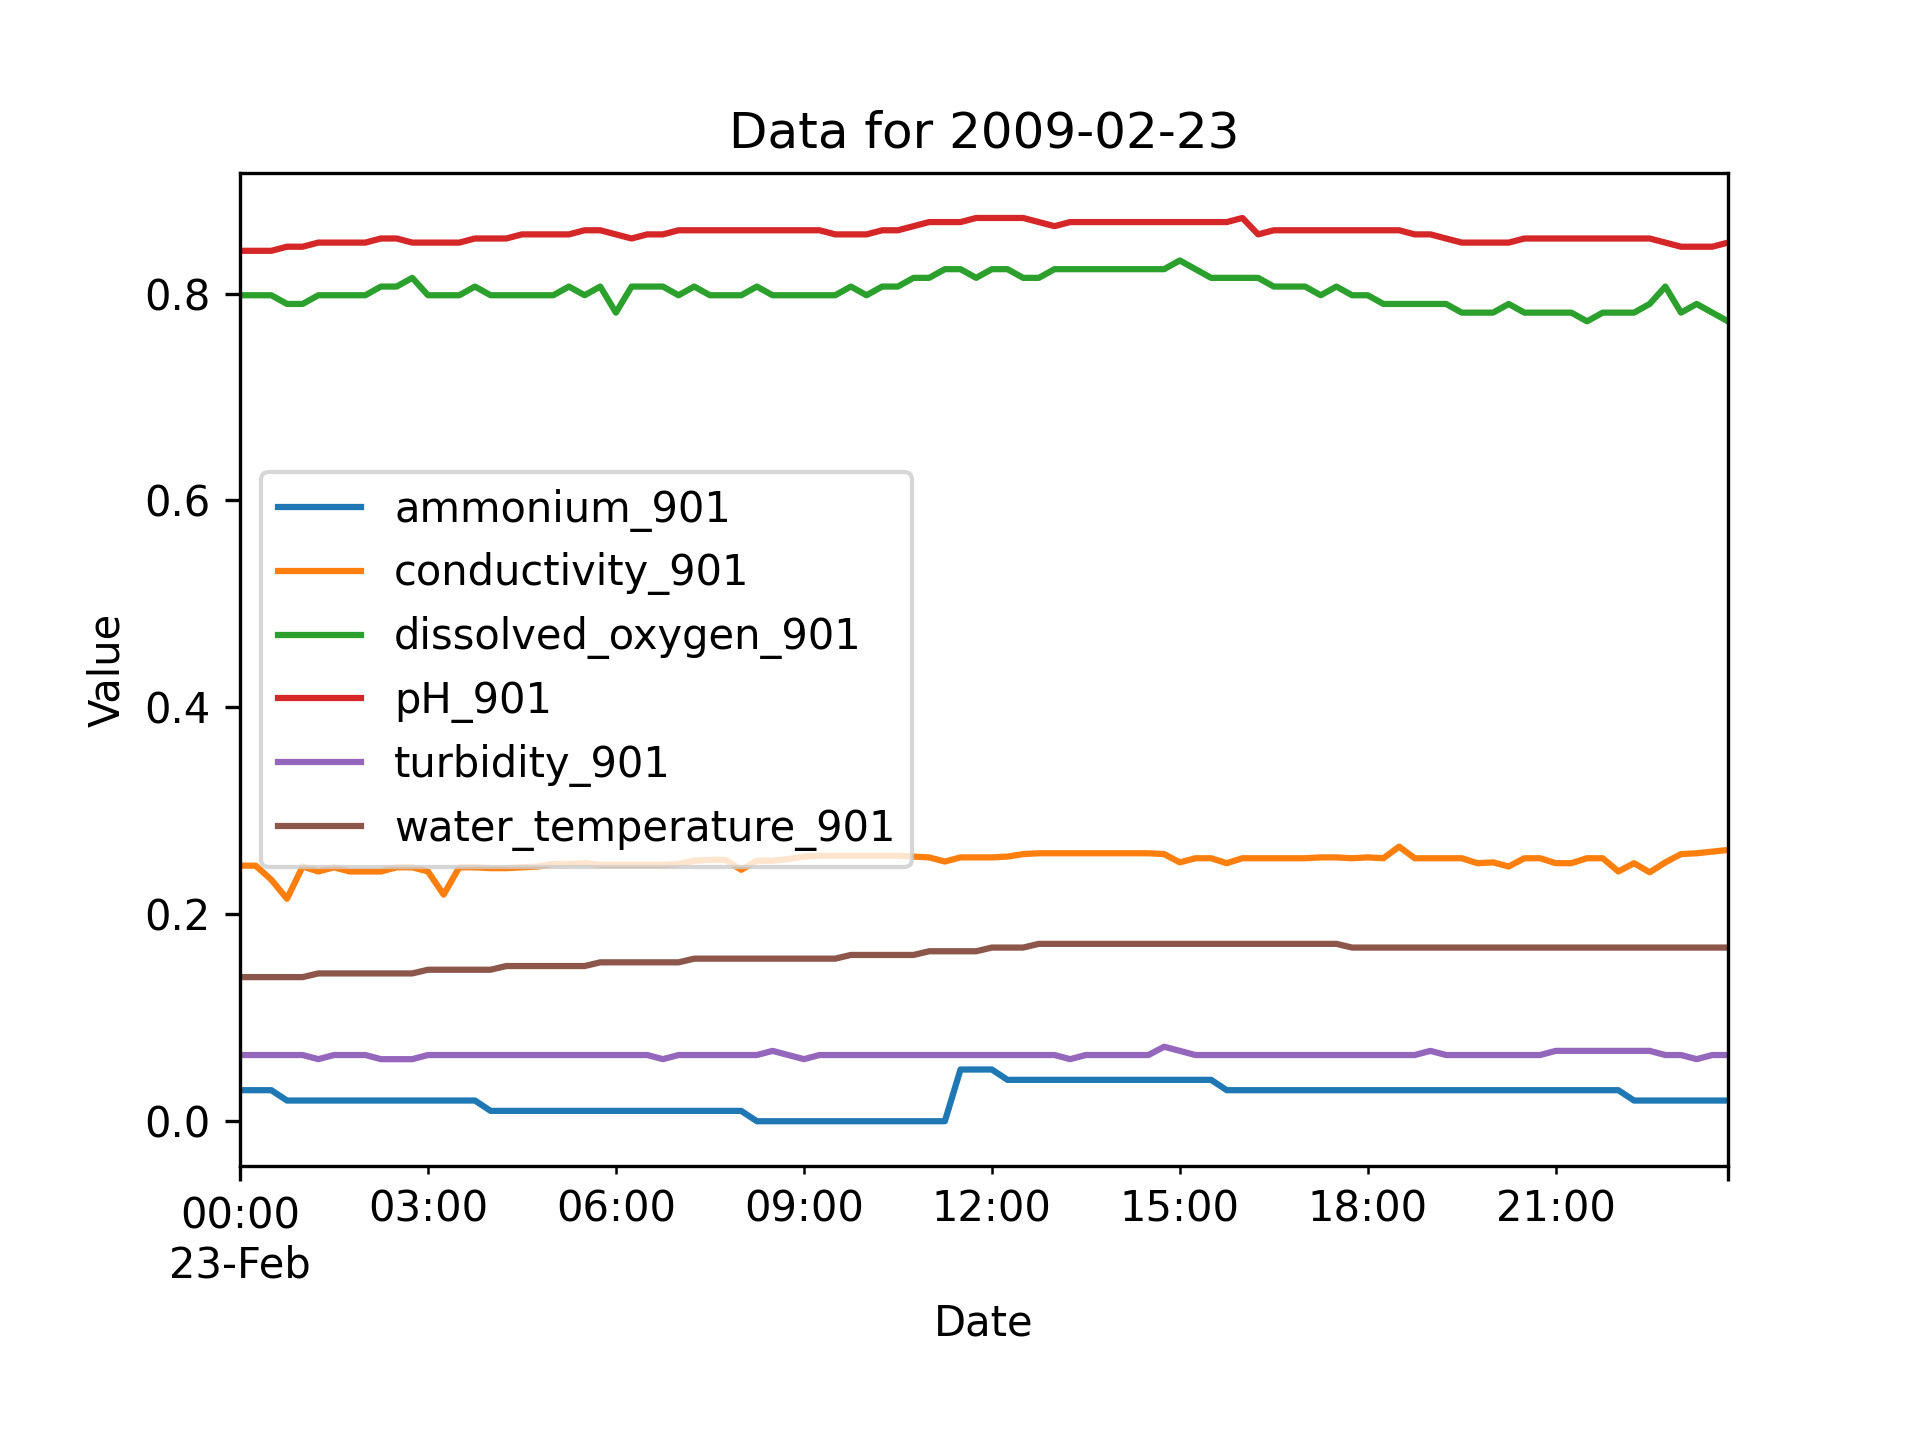 Data for 2009-02-23
Value
0.8
0.6
0.4
0.2
0.0
ammonium_901
conductivity_901
dissolved_oxygen_901
pH_901
turbidity_901
water_temperature_901
00:00 03:00 06:00 09:00 12:00 15:00 18:00 21:00
23-Feb
Date